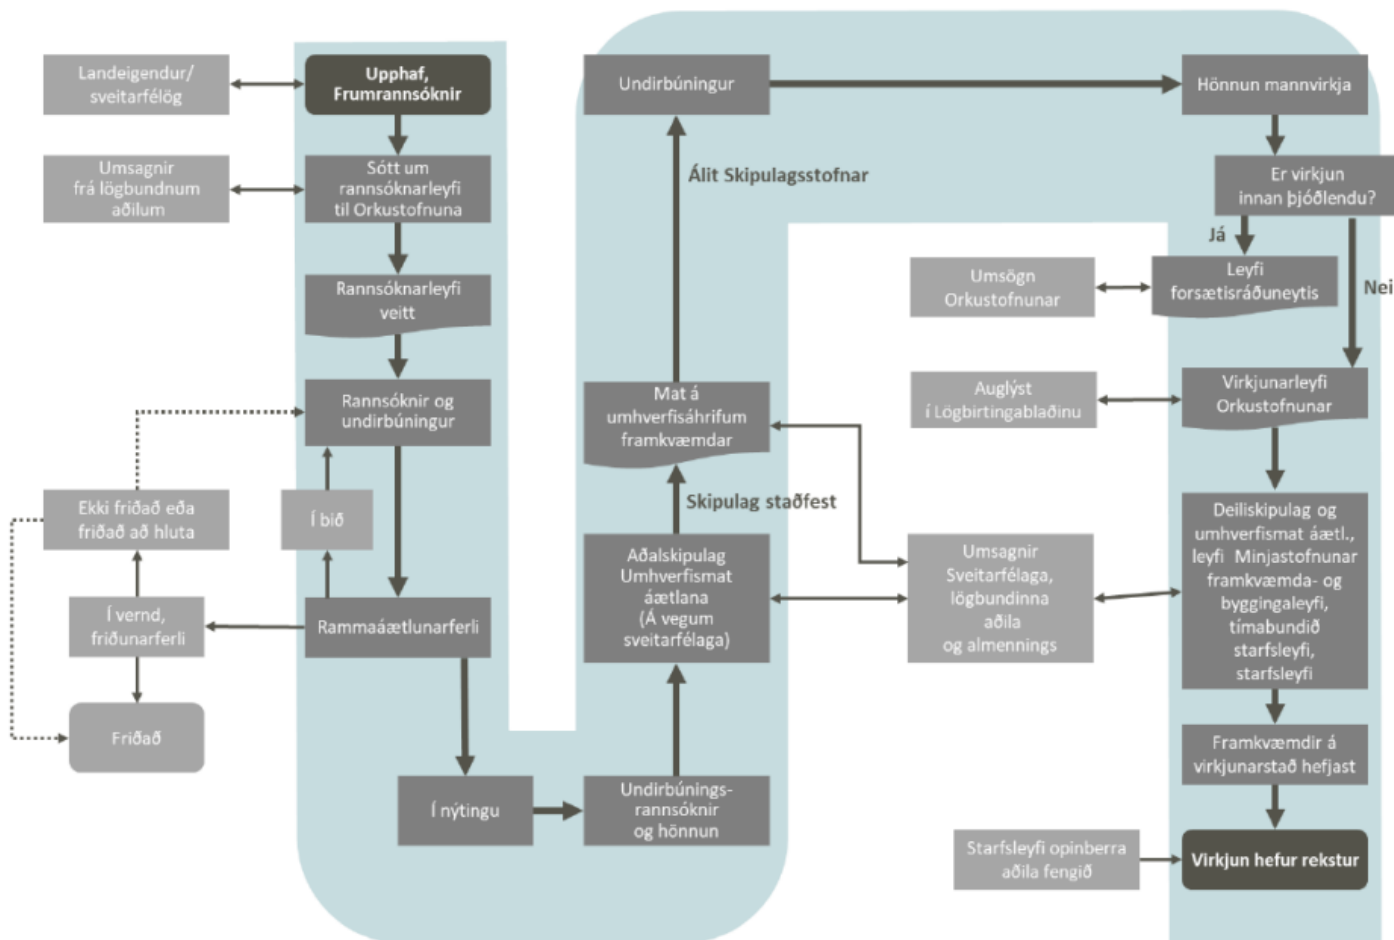 Landeigendur/
sveitarfélög
Upphaf,
Frumrannsóknir
Umsagnir
frá lögbundnum
aðilum
Sótt um
rannsóknarleyfi
til Orkustofnuna
Rannsóknarleyfi
veitt
Rannsóknir og
undirbúningur
Ekki friðað eða
friðað að hluta
Í bið
Í vernd,
friðunarferli
Rammaáætlunarferli
Friðað
Í nýtingu
Undirbúnings-
rannsóknir
og hönnun
Aðalskipulag
Umhverfismat
áætlana
(Á vegum
sveitarfélaga)
Skipulag staðfest
Mat á
umhverfisáhrifum
framkvæmdar
Álit Skipulagsstofnar
Undirbúningur
Hönnun mannvirkja
Er virkjun
innan þjóðlendu?
Já
Nei
Umsögn
Orkustofnunar
Leyfi
forsætisráðuneytis
Auglýst
í Lögbirtingablaðinu
Virkjunarleyfi
Orkustofnunar
Umsagnir
Sveitarfélaga,
lögbundinna
aðila
og almennings
Deiliskipulag og
umhverfismat áætl.,
leyfi Minjastofnunar
framkvæmda- og
byggingaleyfi,
tímabundið
starfsleyfi,
starfsleyfi
Framkvæmdir á
virkjunarstað hefjast
Starfsleyfi opinberra
aðila fengið
Virkjun hefur rekstur